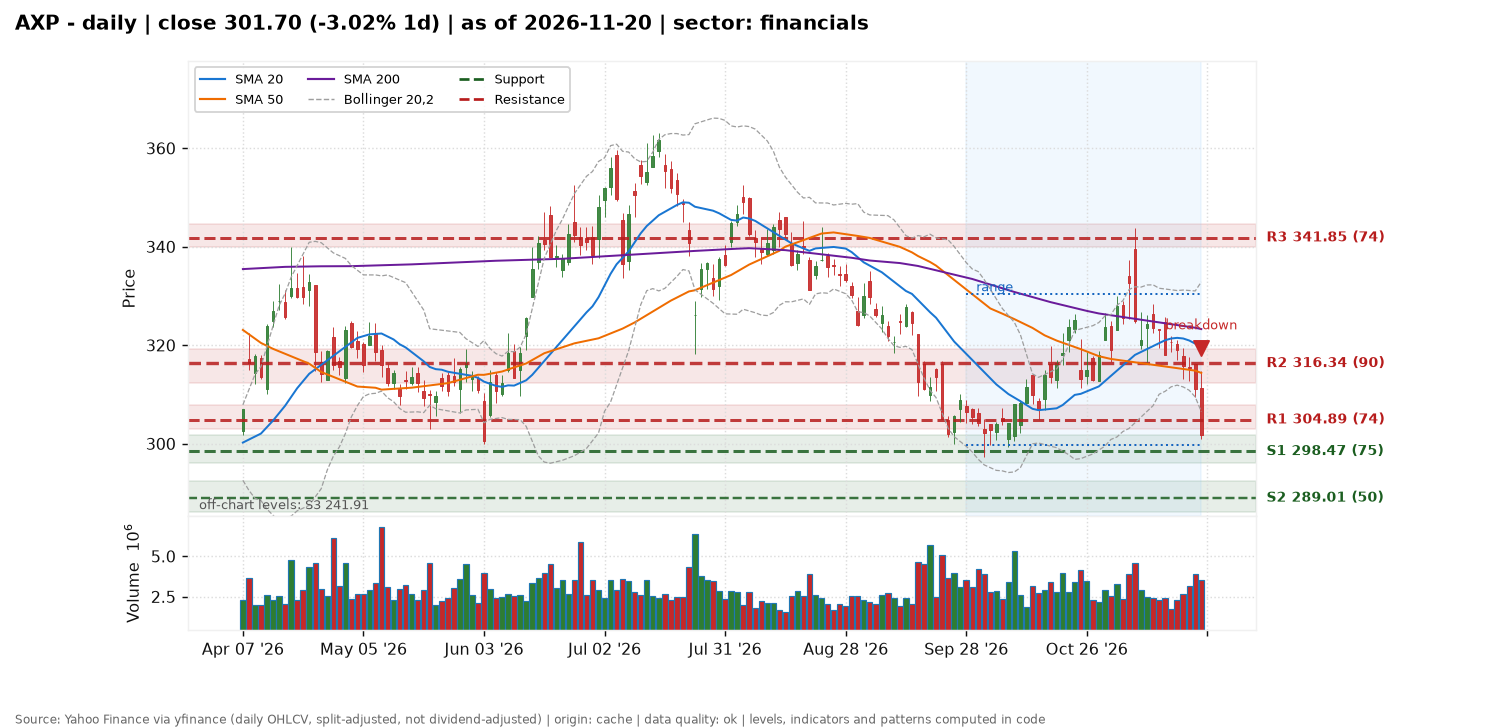 AXP - daily | close 301.70 (-3.02% 1d) | as of 2026-11-20 | sector: financials
SMA 20
SMA 50
SMA 200
Bollinger 20,2
Support
Resistance
Price
360
340
320
300
range
breakdown
R3 341.85 (74)
R2 316.34 (90)
R1 304.89 (74)
S1 298.47 (75)
S2 289.01 (50)
off-chart levels: S3 241.91
Volume 10⁶
5.0
2.5
Apr 07 '26 May 05 '26 Jun 03 '26 Jul 02 '26 Jul 31 '26 Aug 28 '26 Sep 28 '26 Oct 26 '26
Source: Yahoo Finance via yfinance (daily OHLCV, split-adjusted, not dividend-adjusted) | origin: cache | data quality: ok | levels, indicators and patterns computed in code